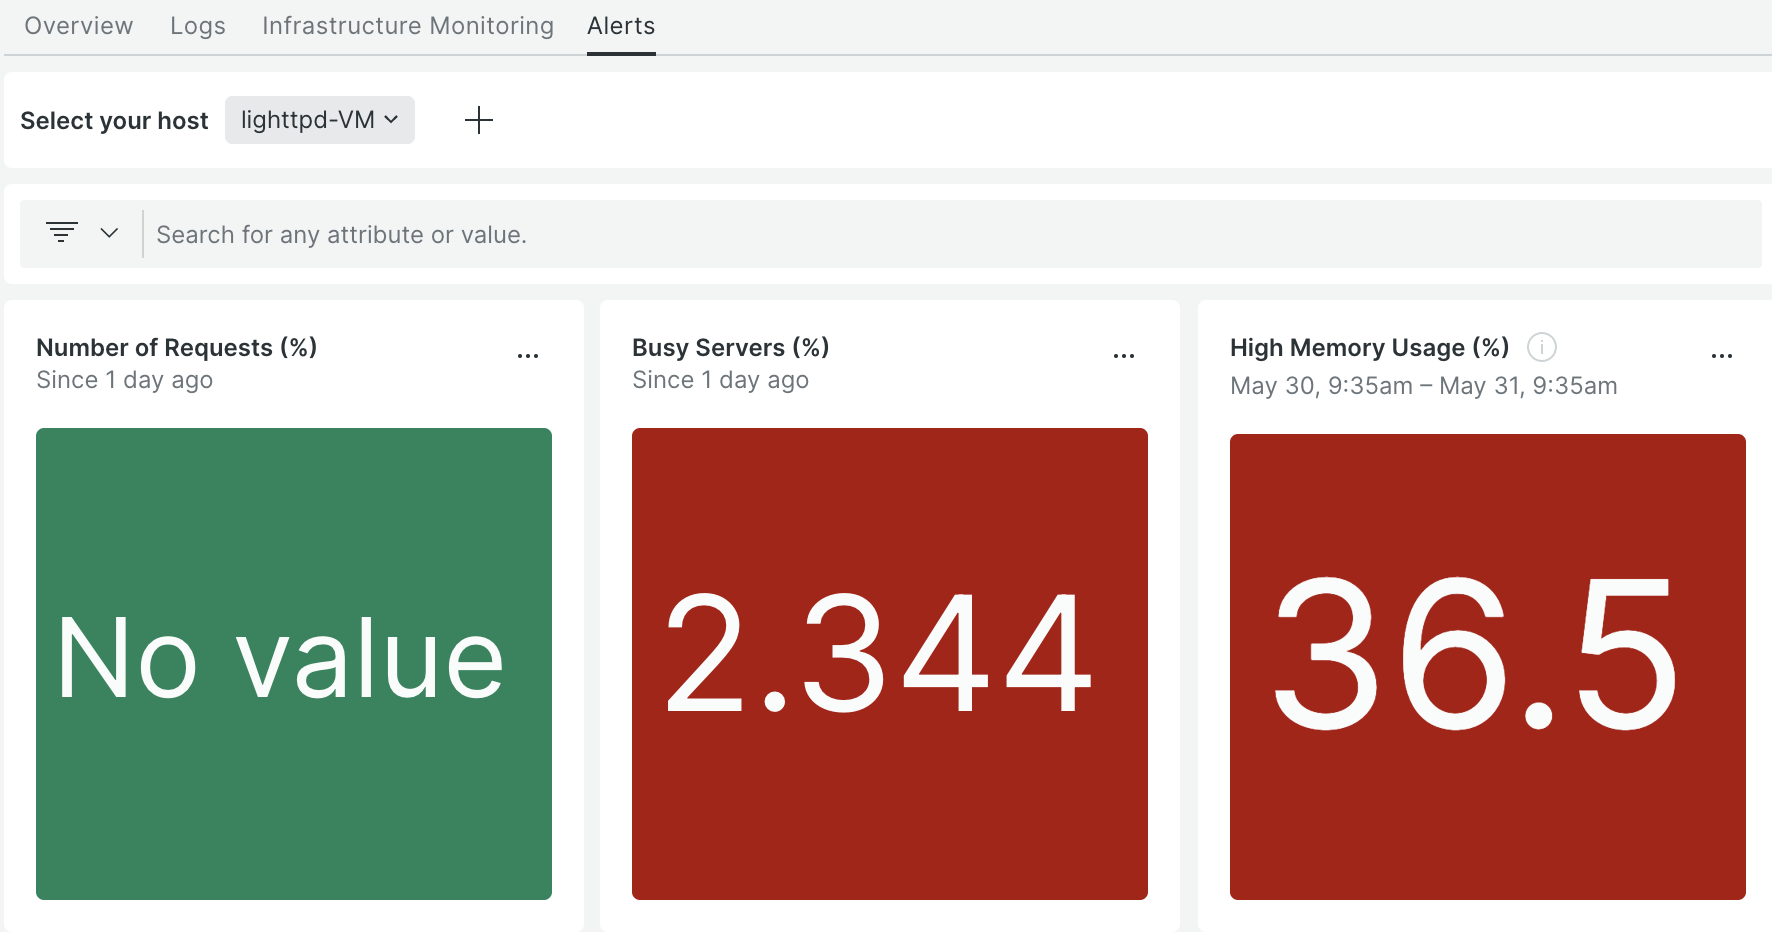 Overview Logs Infrastructure Monitoring Alerts
Select your host lighttpd-VM
Search for any attribute or value.
Number of Requests (%)
Since 1 day ago
No value
Busy Servers (%)
Since 1 day ago
2.344
High Memory Usage (%)
May 30, 9:35am – May 31, 9:35am
36.5